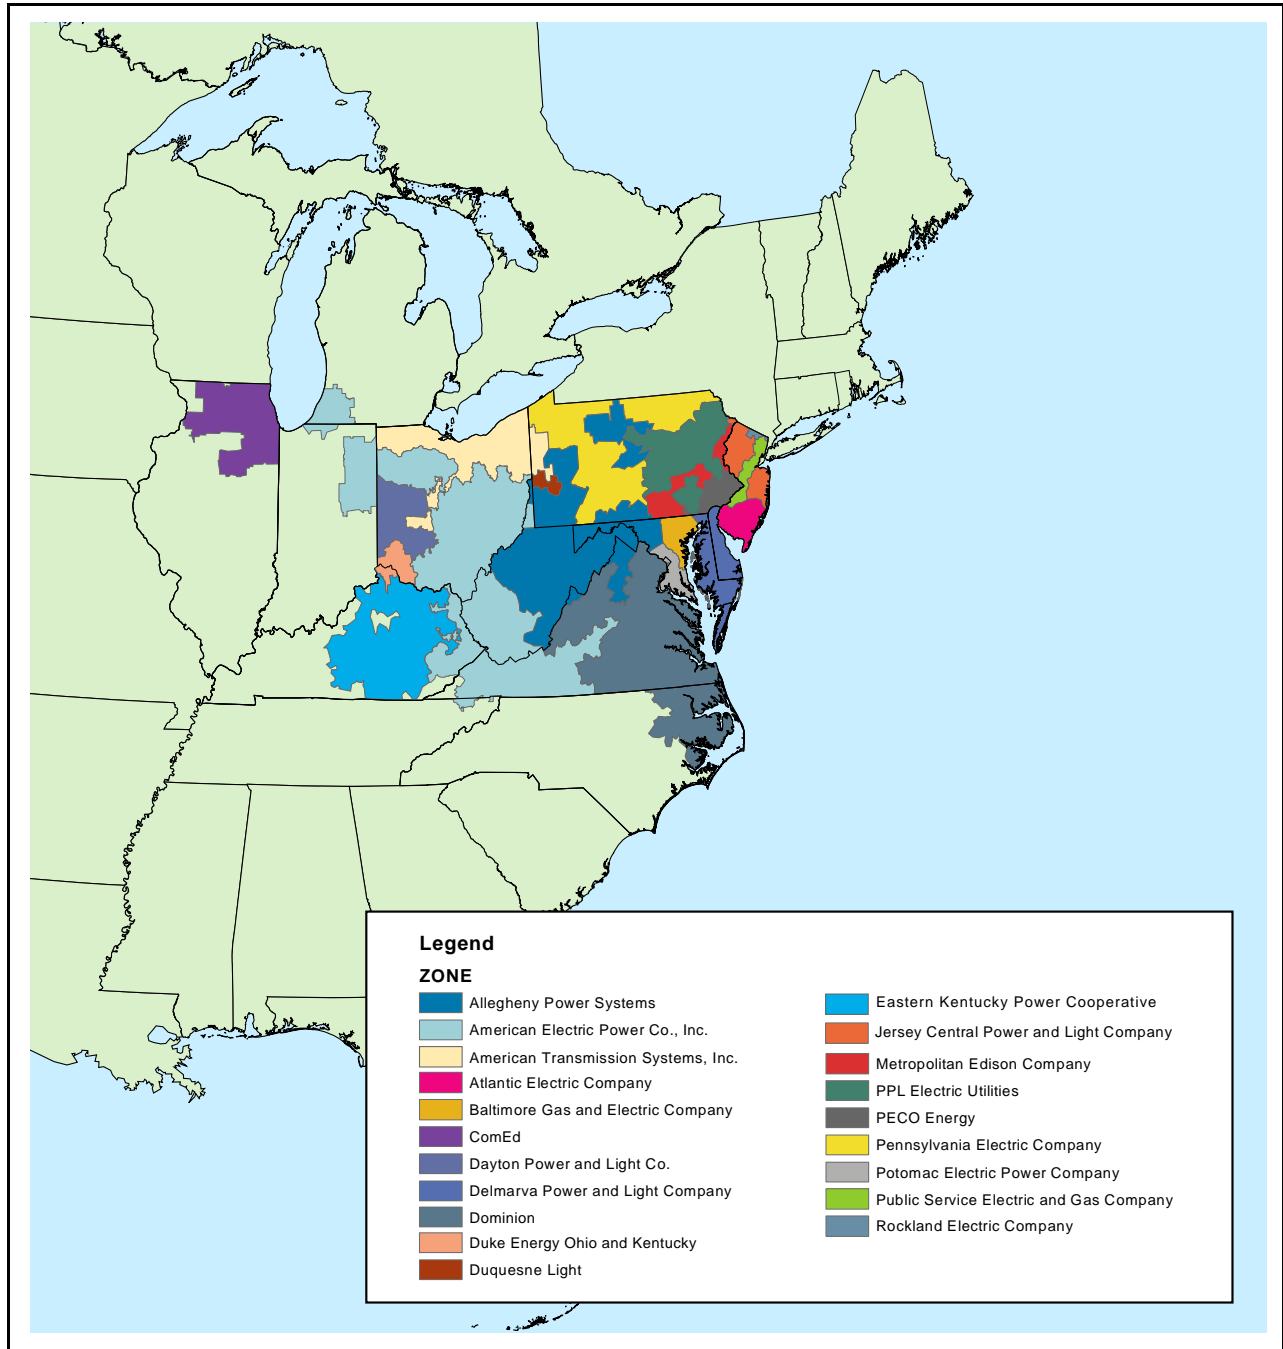 Legend
ZONE
Allegheny Power Systems
American Electric Power Co., Inc.
American Transmission Systems, Inc.
Atlantic Electric Company
Baltimore Gas and Electric Company
ComEd
Dayton Power and Light Co.
Delmarva Power and Light Company
Dominion
Duke Energy Ohio and Kentucky
Duquesne Light
Eastern Kentucky Power Cooperative
Jersey Central Power and Light Company
Metropolitan Edison Company
PPL Electric Utilities
PECO Energy
Pennsylvania Electric Company
Potomac Electric Power Company
Public Service Electric and Gas Company
Rockland Electric Company